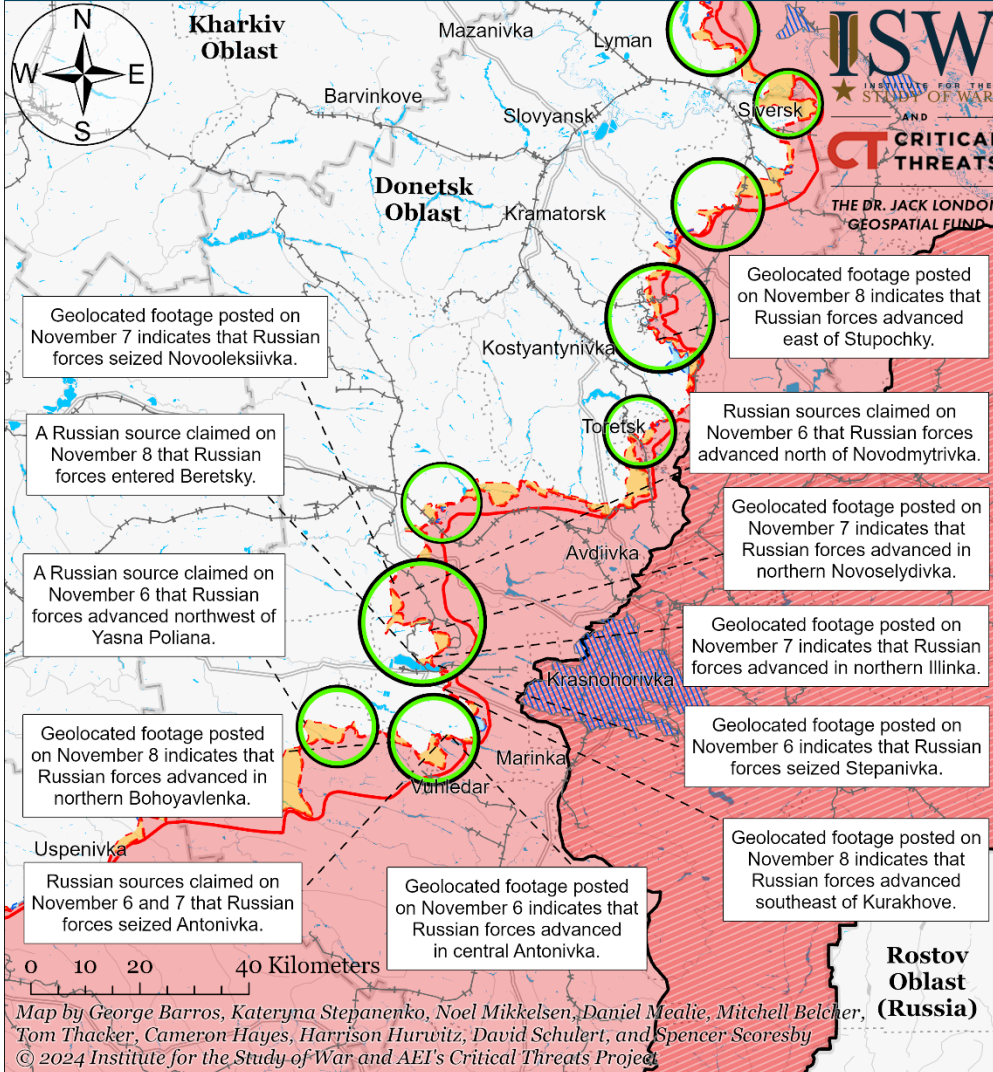 N
W
E
S
Kharkiv
Oblast
Mazanivka
Lyman
ISW
INSTITUTE FOR THE
STUDY OF WAR
AND
CT CRITICAL
THREATS
THE DR. JACK LONDON
GEOSPATIAL FUND
Barvinkove
Slovyansk
Siversk
Donetsk
Oblast
Kramatorsk
Geolocated footage posted
on November 8 indicates that
Russian forces advanced
east of Stupochky.
Geolocated footage posted on
November 7 indicates that Russian
forces seized Novooleksiivka.
Kostyantynivka
A Russian source claimed on
November 8 that Russian
forces entered Beretsky.
Toretsk
Russian sources claimed on
November 6 that Russian forces
advanced north of Novodmytrivka.
Geolocated footage posted on
November 7 indicates that
Russian forces advanced in
northern Novoselydivka.
Avdiivka
A Russian source claimed on
November 6 that Russian
forces advanced northwest of
Yasna Poliana.
Geolocated footage posted on
November 7 indicates that Russian
forces advanced in northern Illinka.
Krasnohorivka
Geolocated footage posted
on November 8 indicates that
Russian forces advanced in
northern Bohoyavlenka.
Geolocated footage posted on
November 6 indicates that Russian
forces seized Stepanivka.
Marinka
Vuhledar
Uspenivka
Geolocated footage posted on
November 8 indicates that
Russian forces advanced
southeast of Kurakhove.
Russian sources claimed on
November 6 and 7 that Russian
forces seized Antonivka.
Geolocated footage posted
on November 6 indicates that
Russian forces advanced
in central Antonivka.
Rostov
Oblast
(Russia)
0 10 20 40 Kilometers
Map by George Barros, Kateryna Stepanenko, Noel Mikkelsen, Daniel Mealie, Mitchell Belcher,
Tom Thacker, Cameron Hayes, Harrison Hurwitz, David Schulert, and Spencer Scoresby
© 2024 Institute for the Study of War and AEI's Critical Threats Project